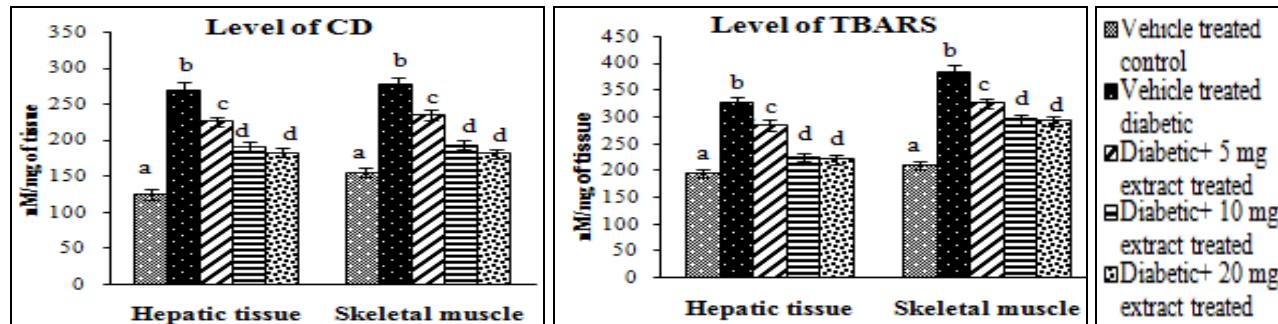 Level of CD
nM/mg of tissue
350
300
250
200
150
100
50
0
a
b
c
d
d
a
b
c
d
d
Hepatic tissue Skeletal muscle
Level of TBARS
nM/mg of tissue
450
400
350
300
250
200
150
100
50
0
a
b
c
d
d
a
b
c
d
d
Hepatic tissue Skeletal muscle
Vehicle treated
control
Vehicle treated
diabetic
Diabetic+ 5 mg
extract treated
Diabetic+ 10 mg
extract treated
Diabetic+ 20 mg
extract treated